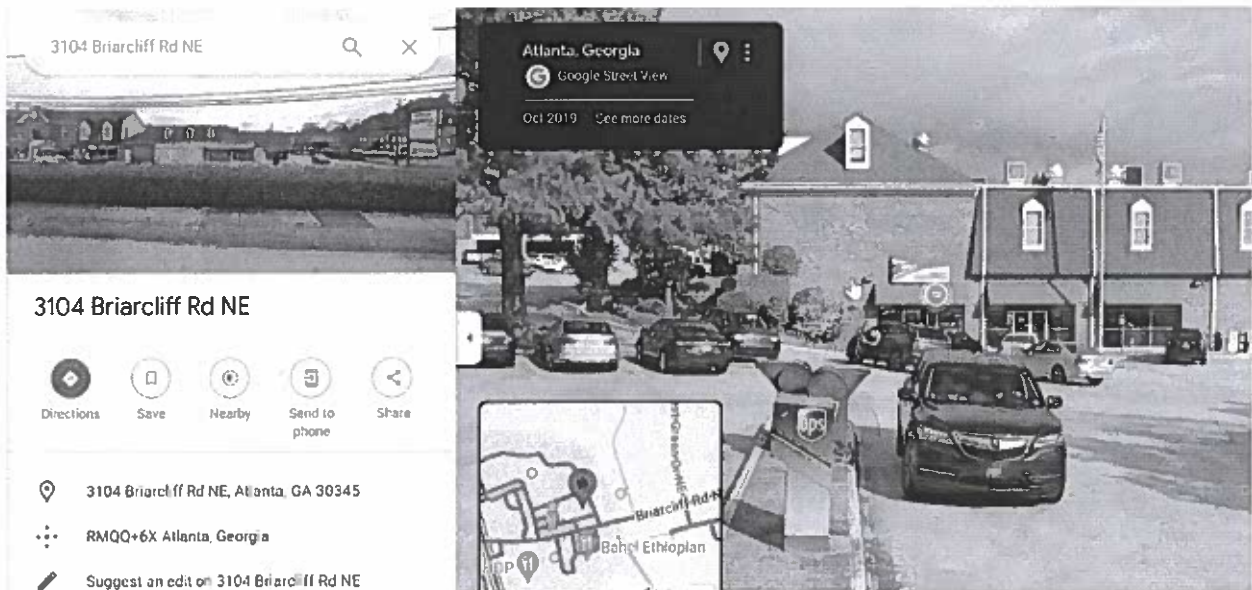 3104 Briarcliff Rd NE
3104 Briarcliff Rd NE
Directions
Save
Nearby
Send to
phone
Share
3104 Briarcliff Rd NE, Atlanta, GA 30345
RMQQ+6X Atlanta, Georgia
Suggest an edit on 3104 Briarcliff Rd NE
Atlanta, Georgia
G
Google Street View
Oct 2019
See more dates
ups
Briarcliff-Rd-N
Ethiopian